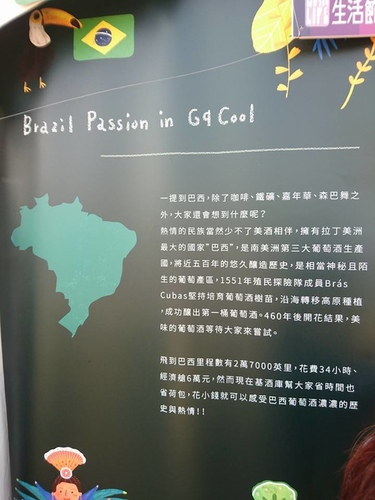 生活館
Brazil Passion in G9 Cool
一提到巴西,除了咖啡、鐵礦、嘉年華、森巴舞之
外,大家還會想到什麼呢?
熱情的民族當然少不了美酒相伴,擁有拉丁美洲
最大的國家"巴西",是南美洲第三大葡萄酒生產
國,將近五百年的悠久釀造歷史,是相當神秘且陌
生的葡萄產區,1551年殖民探險隊成員Brás
Cubas堅持培育葡萄酒樹苗,沿海轉移高原種植
,成功釀出第一桶葡萄酒。460年後開花結果,美
味的葡萄酒等待大家來嘗試。
飛到巴西里程數有2萬7000英里,花費34小時、
經濟艙6萬元,然而現在基酒庫幫大家省時間也
省荷包,花小錢就可以感受巴西葡萄酒濃濃的歷
史與熱情!!